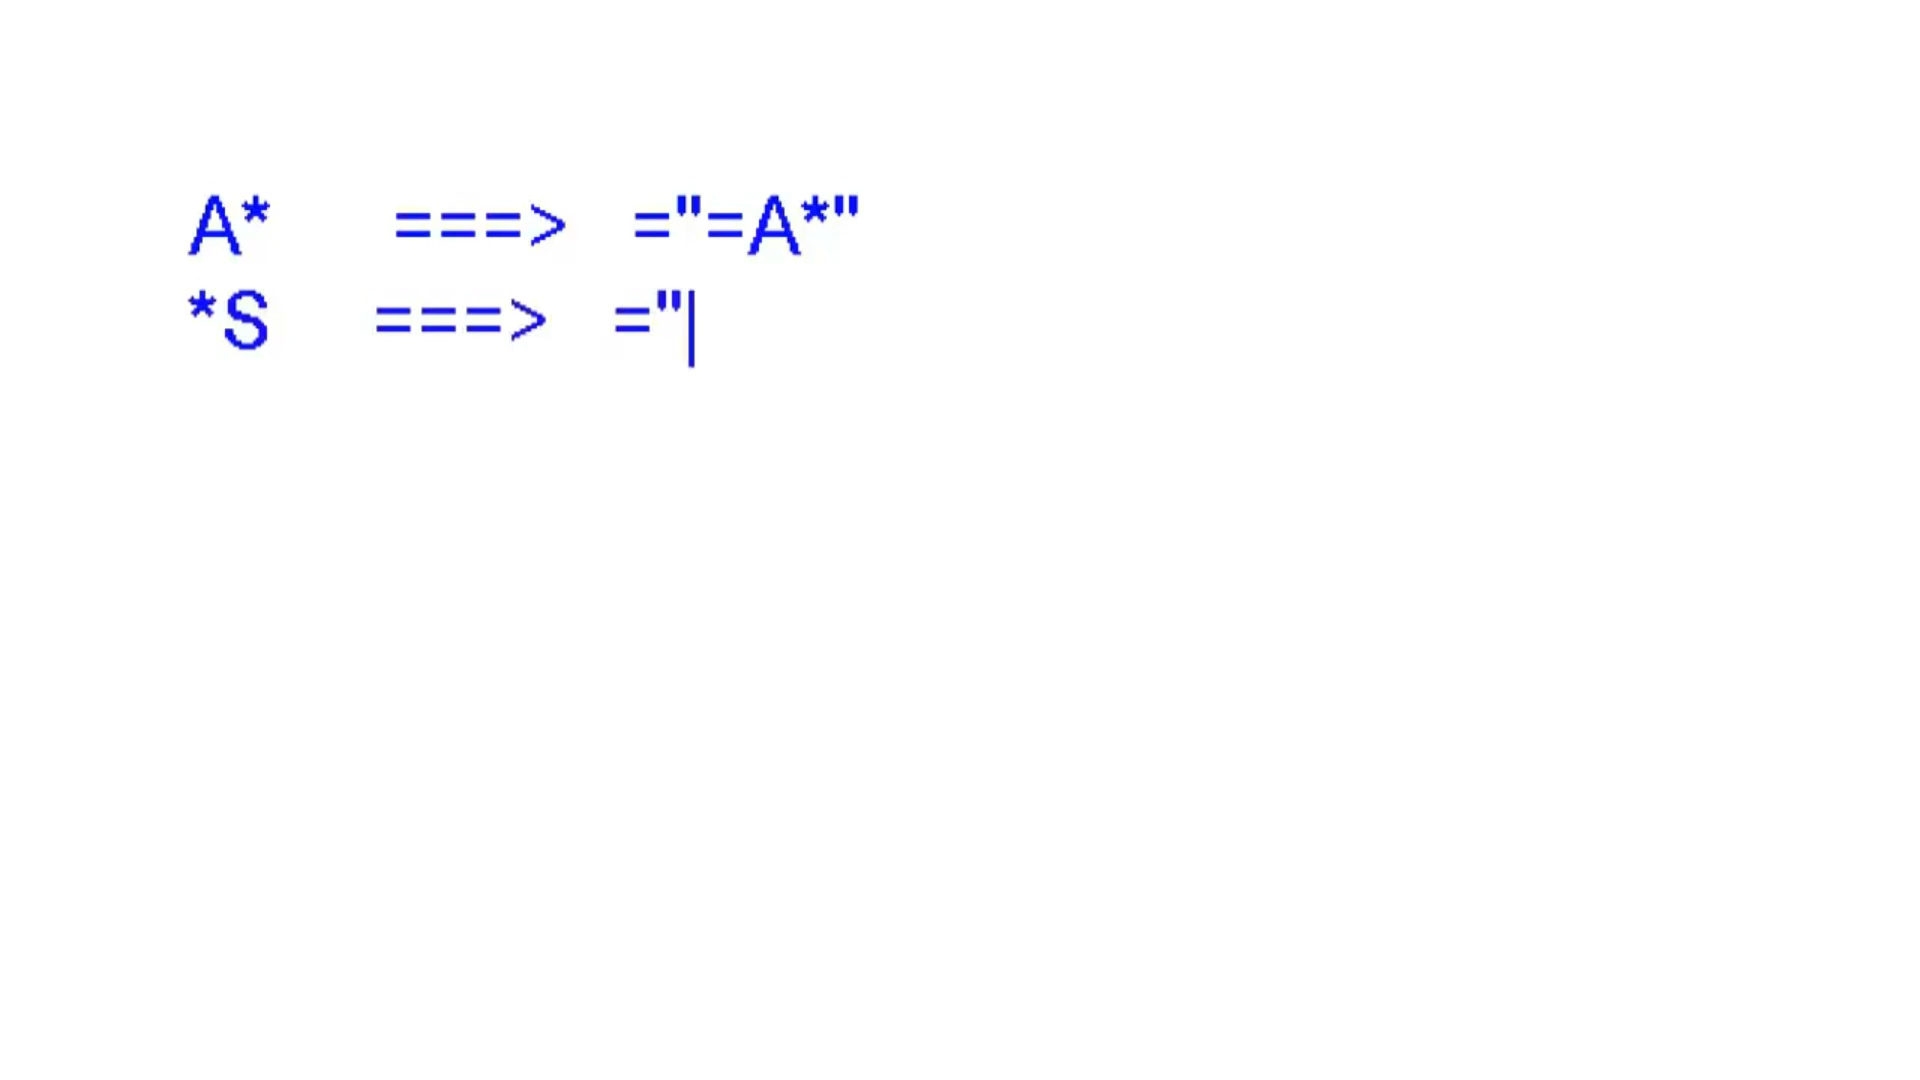 A* ===> ="=A*"
*S ===> ="